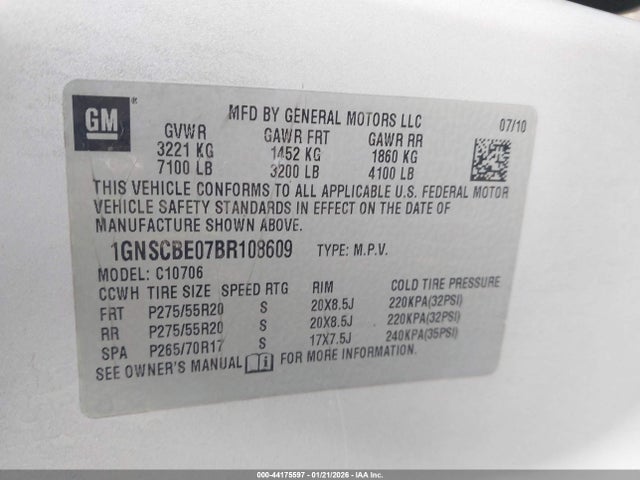 GM
MFD BY GENERAL MOTORS LLC
07/10
GVWR GAWR FRT GAWR RR
3221 KG 1452 KG 1860 KG
7100 LB 3200 LB 4100 LB
THIS VEHICLE CONFORMS TO ALL APPLICABLE U.S. FEDERAL MOTOR
VEHICLE SAFETY STANDARDS IN EFFECT ON THE DATE OF
MANUFACTURE SHOWN ABOVE.
1GNSCBE07BR108609 TYPE: M.P.V.
MODEL: C10706
CCWH TIRE SIZE SPEED RTG RIM COLD TIRE PRESSURE
FRT P275/55R20 S 20X8.5J 220KPA(32PSI)
RR P275/55R20 S 20X8.5J 220KPA(32PSI)
SPA P265/70R17 S 17X7.5J 240KPA(35PSI)
SEE OWNER'S MANUAL FOR MORE INFORMATION.
000-44175597 - 01/21/2026 - IAA Inc.